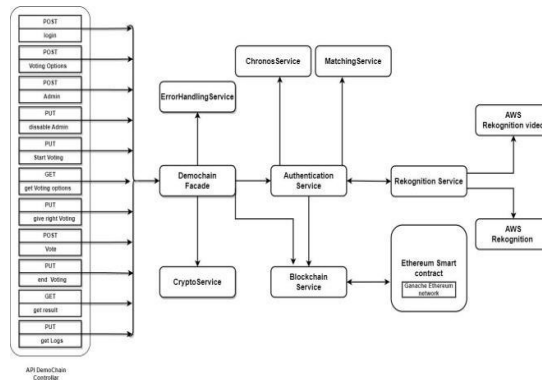 POST
login
POST
Voting Options
POST
Admin
PUT
dissable Admin
PUT
Start Voting
GET
get Voting options
PUT
give right Voting
POST
Vote
PUT
end Voting
GET
get result
PUT
get Logs
API DemoChain
Controller
ChronosService
MatchingService
ErrorHandlingService
Demochain
Facade
Authentication
Service
Rekognition Service
AWS
Rekognition video
AWS
Rekognition
CryptoService
Blockchain
Service
Ethereum Smart
contract
Ganache Ethereum
network